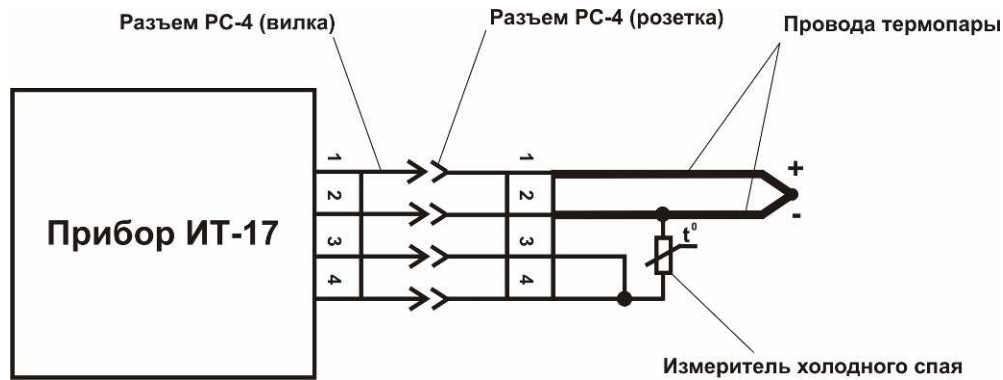 Разъем РС-4 (вилка)
Разъем РС-4 (розетка)
Провода термопары
Прибор ИТ-17
1
2
3
4
1
2
3
4
+
-
t⁰
Измеритель холодного спая